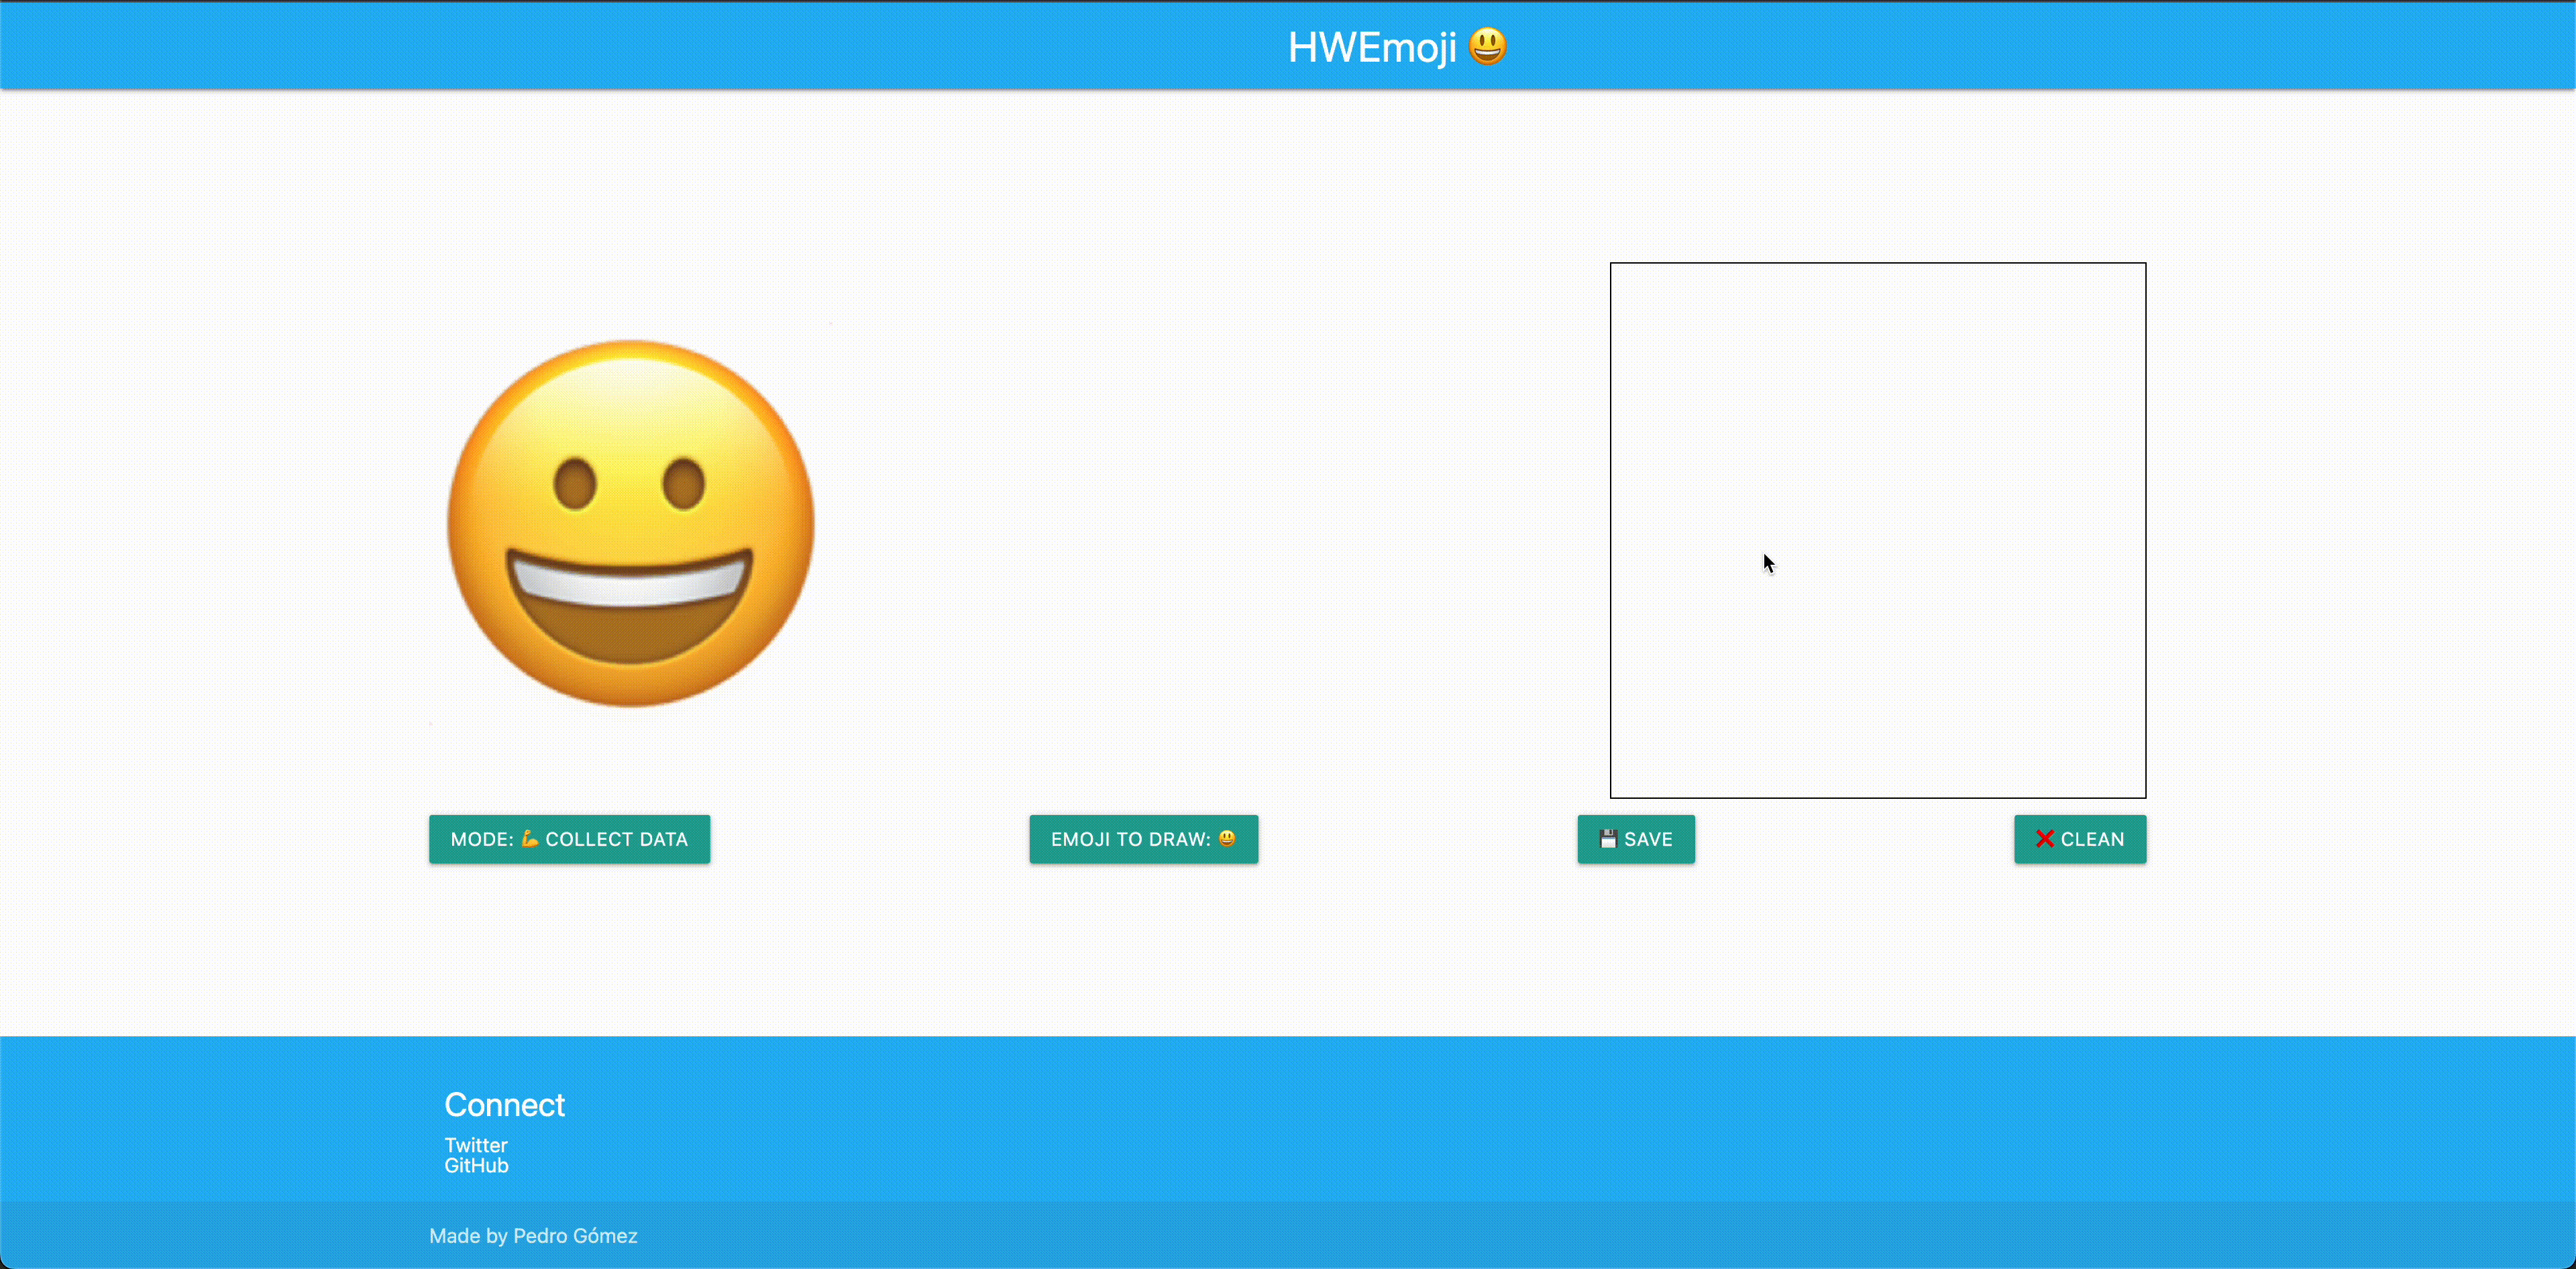 HWEmoji 😃
MODE: 💪 COLLECT DATA
EMOJI TO DRAW: 😃
💾 SAVE
❌ CLEAN
Connect
Twitter
GitHub
Made by Pedro Gómez